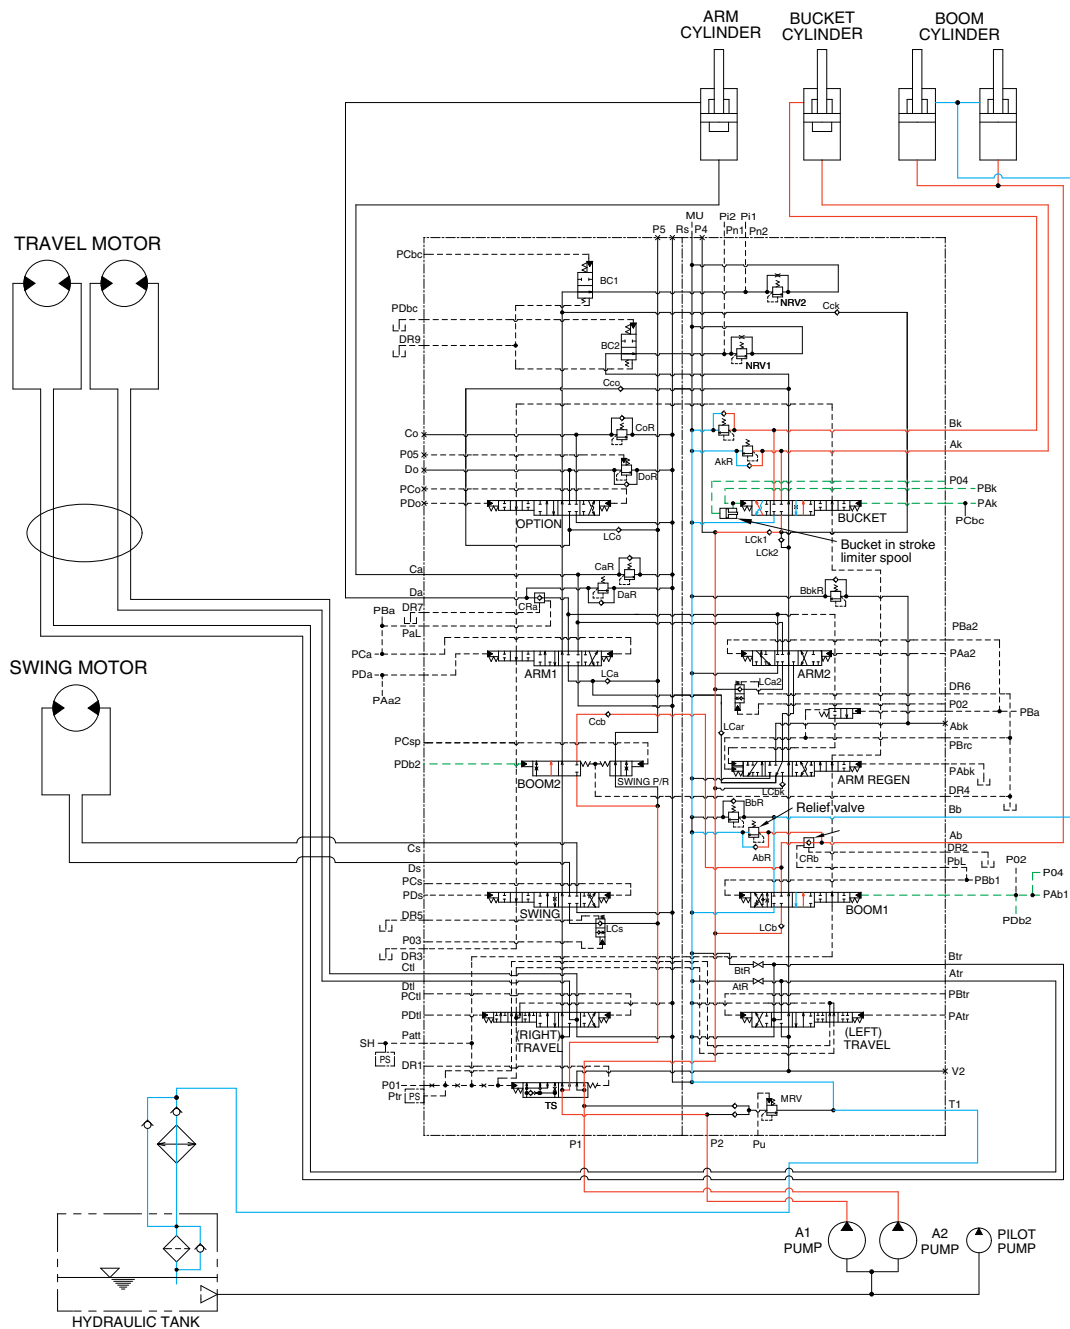 ARM
CYLINDER
BUCKET
CYLINDER
BOOM
CYLINDER
TRAVEL MOTOR
SWING MOTOR
P5
Rs
MU
P4
Pi2
Pi1
Pn1
Pn2
PCbc
BC1
NRV2
Cck
PDbc
DR9
BC2
NRV1
Cco
Co
CoR
P05
Do
DoR
PCo
PDo
OPTION
LCo
Bk
Ak
AkR
P04
PBk
PAk
PCbc
BUCKET
LCk1
LCk2
Bucket in stroke
limiter spool
Ca
CaR
Da
DaR
CRa
PBa
DR7
PaL
PCa
PDa
PAa2
ARM1
LCa
BbkR
PBa2
PAa2
ARM2
LCa2
DR6
P02
PBa
LCar
Abk
Ccb
PCsp
PDb2
BOOM2
SWING P/R
PBrc
PAbk
ARM REGEN
LCbk
DR4
BbR
Relief valve
Bb
Ab
AbR
CRb
DR2
PbL
P02
P04
PBb1
PAb1
PDb2
BOOM1
LCb
Cs
Ds
PCs
PDs
SWING
LCs
DR5
P03
DR3
Ctl
Dtl
PCtl
PDtl
(RIGHT)
TRAVEL
BtR
AtR
Btr
Atr
PBtr
PAtr
(LEFT)
TRAVEL
Patt
SH
PS
DR1
P01
Ptr
PS
TS
V2
MRV
T1
P1
P2
Pu
A1
PUMP
A2
PUMP
PILOT
PUMP
HYDRAULIC TANK